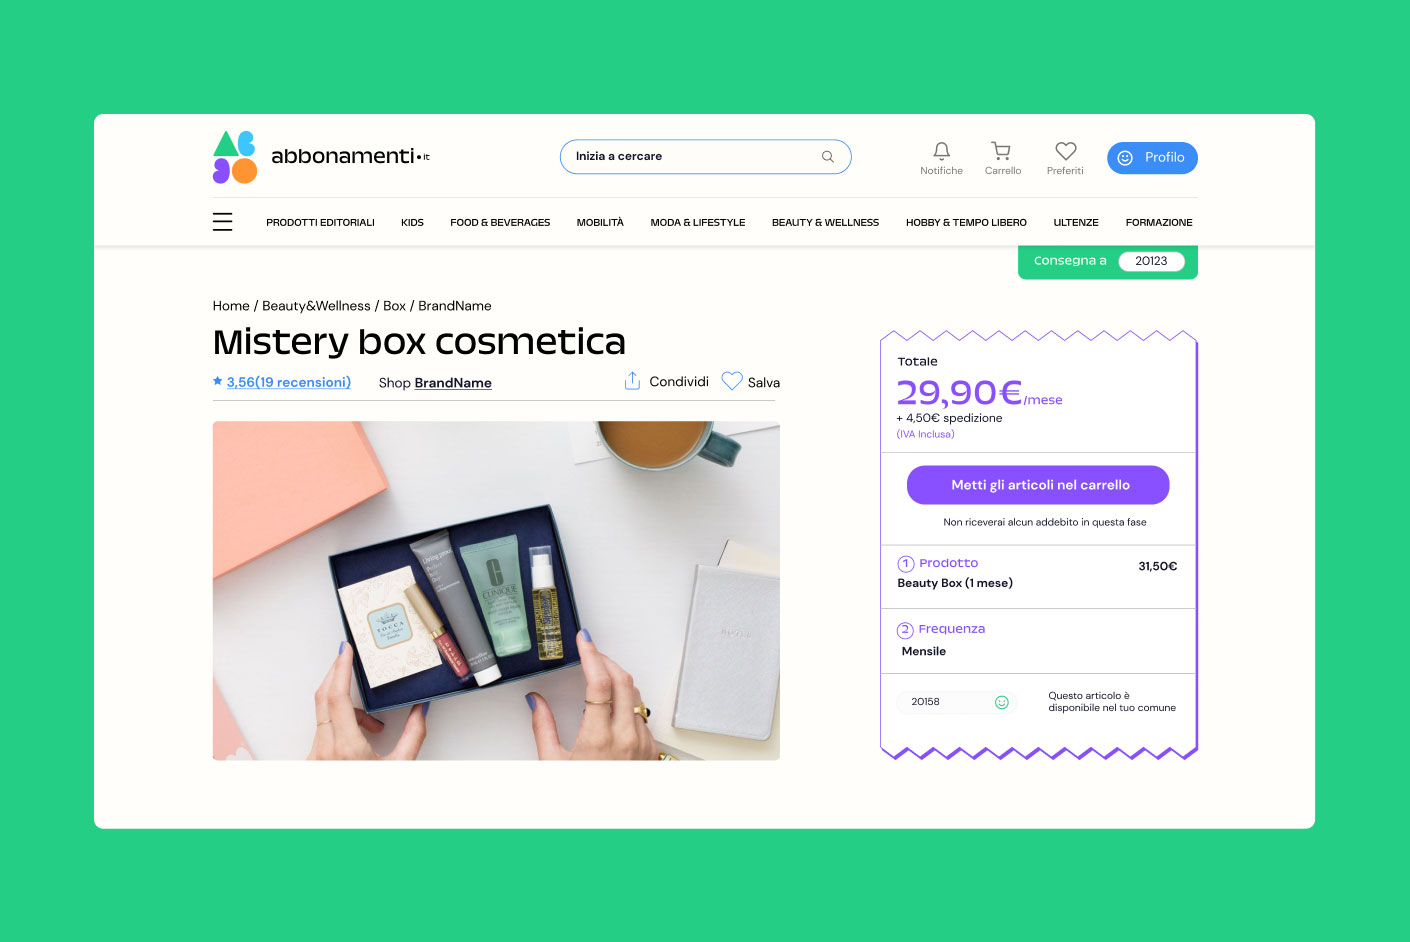 abbonamenti•it
Inizia a cercare
Notifiche
Carrello
Preferiti
Profilo
PRODOTTI EDITORIALI
KIDS
FOOD & BEVERAGES
MOBILITÀ
MODA & LIFESTYLE
BEAUTY & WELLNESS
HOBBY & TEMPO LIBERO
ULTENZE
FORMAZIONE
Consegna a
20123
Home / Beauty&Wellness / Box / BrandName
Mistery box cosmetica
3,56(19 recensioni)
Shop BrandName
Condividi
Salva
living proof.
CLINIQUE
TOCCA
Totale
29,90€/mese
+ 4,50€ spedizione
(IVA Inclusa)
Metti gli articoli nel carrello
Non riceverai alcun addebito in questa fase
1 Prodotto
31,50€
Beauty Box (1 mese)
2 Frequenza
Mensile
20158
Questo articolo è
disponibile nel tuo comune